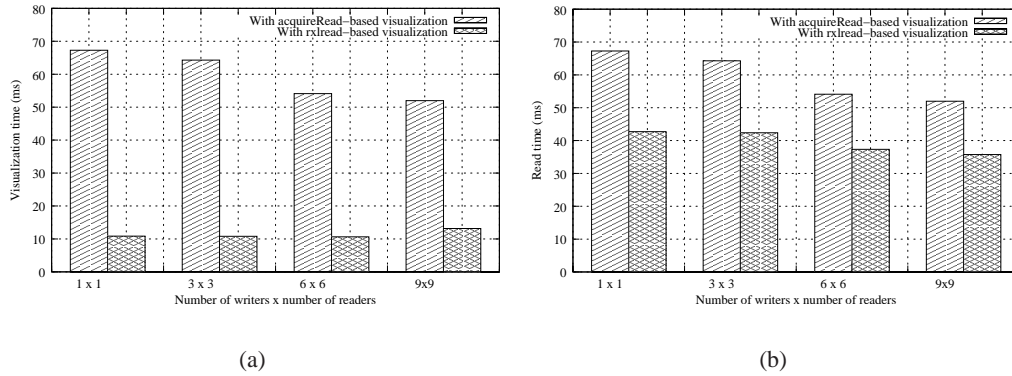 With acquireRead-based visualization
With rxlread-based visualization
80
70
60
50
40
30
20
10
0
Visualization time (ms)
1 x 1
3 x 3
6 x 6
9x9
Number of writers x number of readers
(a)
With acquireRead-based visualization
With rxlread-based visualization
80
70
60
50
40
30
20
10
0
Read time (ms)
1 x 1
3 x 3
6 x 6
9x9
Number of writers x number of readers
(b)